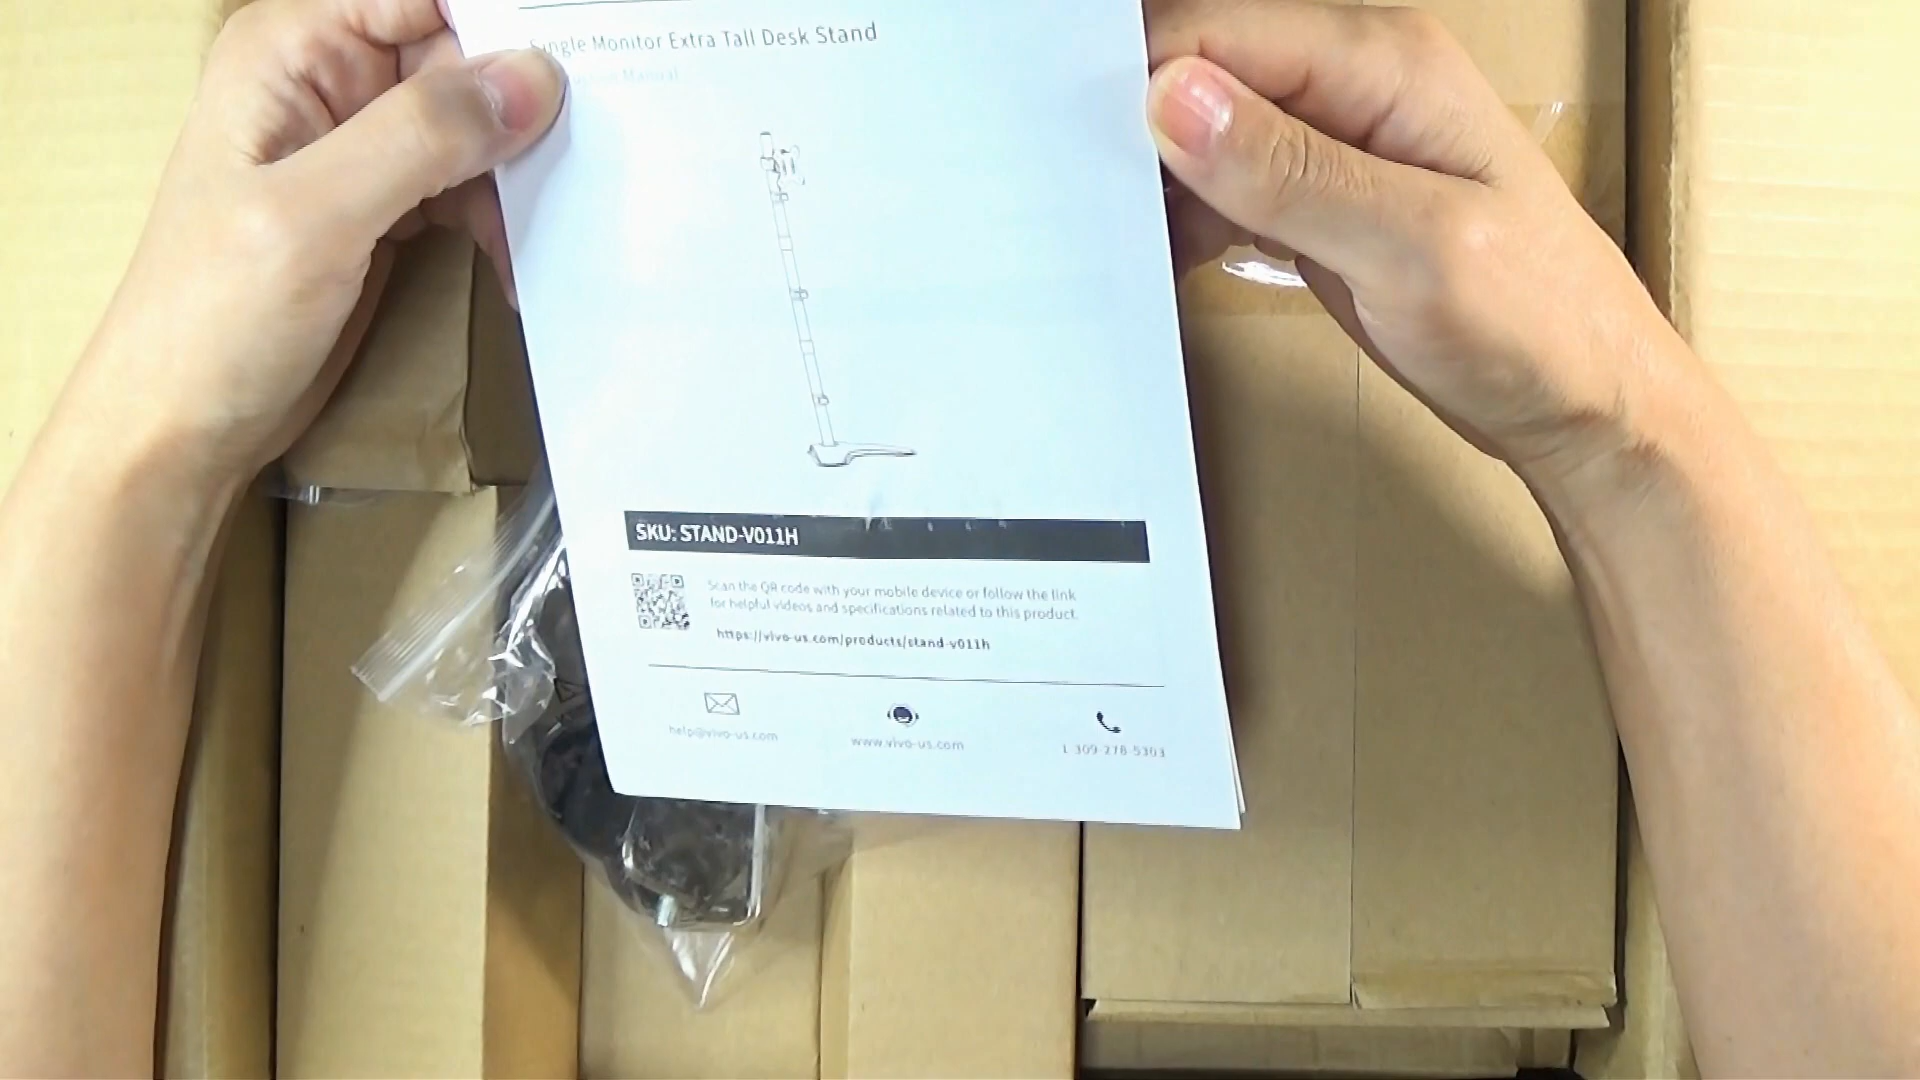 Single Monitor Extra Tall Desk Stand
Manual
SKU: STAND-V011H
Scan the QR code with your mobile device or follow the link
for helpful videos and specifications related to this product.
https://vivo-us.com/products/stand-v011h
help@vivo-us.com
www.vivo-us.com
1 309-278-5303